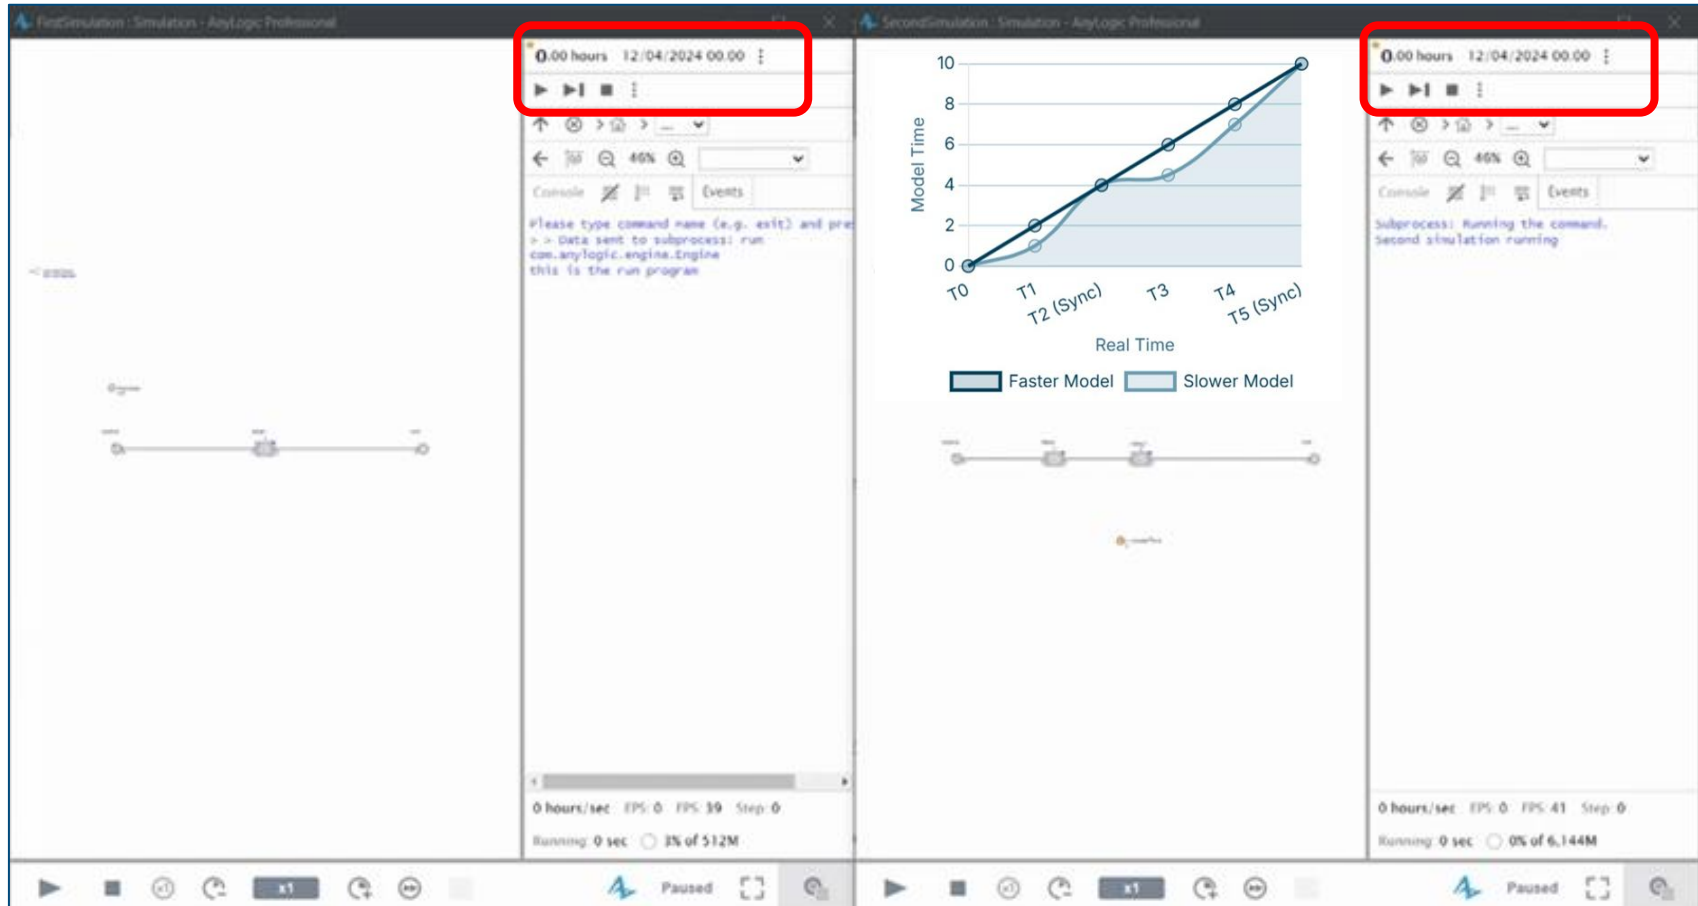 FirstSimulation : Simulation - AnyLogic Professional
0.00 hours 12/04/2024 00.00
46%
Console Events
Please type command name (e.g. exit) and pre
> > Data sent to subprocess: run
com.anylogic.engine.Engine
this is the run program
0 hours/sec EPS: 0 FPS: 39 Step: 0
Running: 0 sec 3% of 512M
x1
Paused
SecondSimulation : Simulation - AnyLogic Professional
10
8
6
4
2
0
Model Time
T0
T1
T2 (Sync)
T3
T4
T5 (Sync)
Real Time
Faster Model
Slower Model
0.00 hours 12/04/2024 00.00
46%
Console Events
Subprocess: Running the command.
Second simulation running
0 hours/sec EPS: 0 FPS: 41 Step: 0
Running: 0 sec 0% of 6,144M
x1
Paused